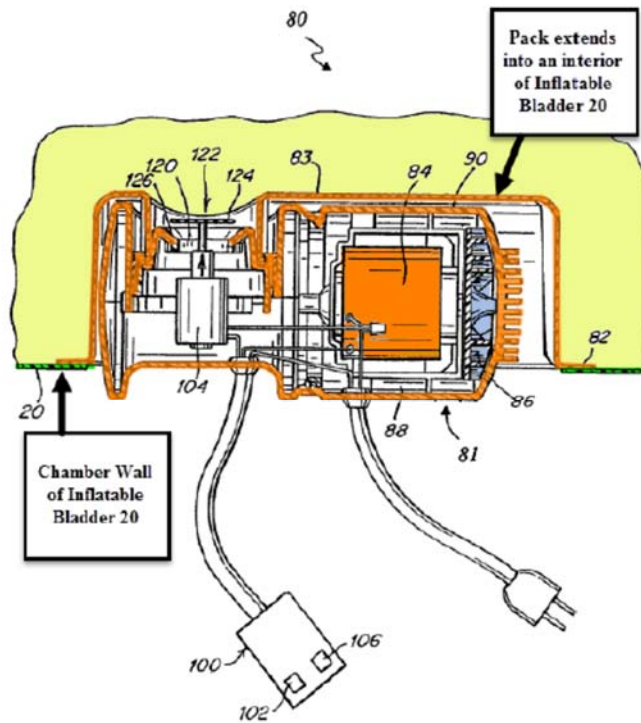 80
Pack extends
into an interior
of Inflatable
Bladder 20
122
120
126
124
83
84
90
104
20
82
86
88
81
Chamber Wall
of Inflatable
Bladder 20
100
102
106